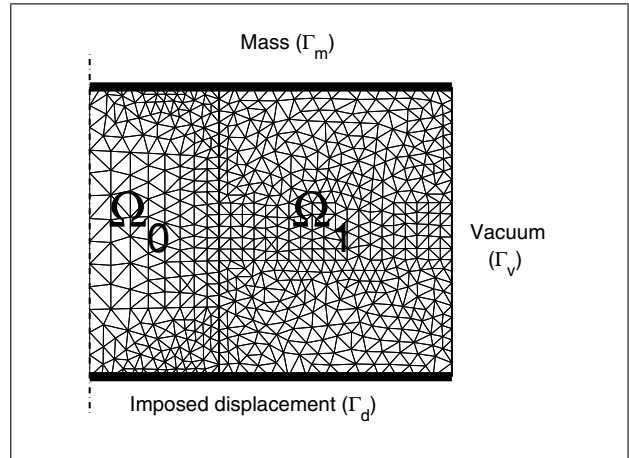 Mass (Γm)
Ω0
Ω1
Vacuum
(Γv)
Imposed displacement (Γd)